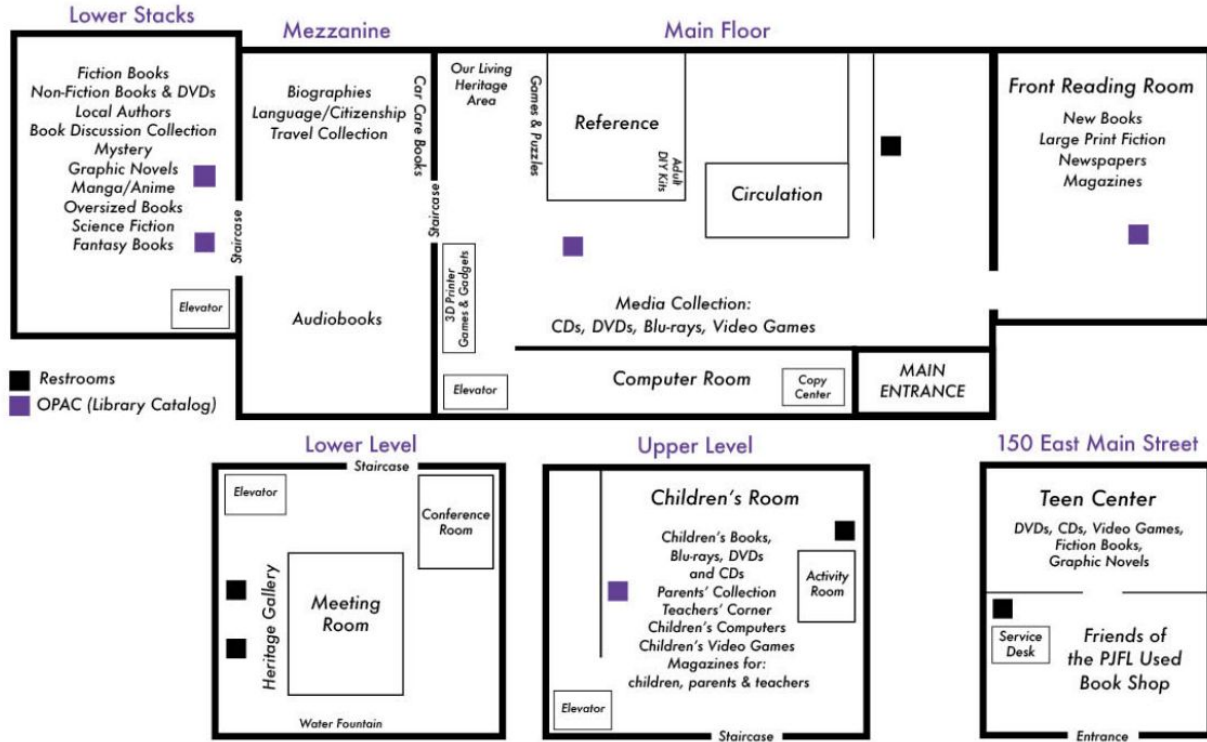 Lower Stacks
Fiction Books
Non-Fiction Books & DVDs
Local Authors
Book Discussion Collection
Mystery
Graphic Novels
Manga/Anime
Oversized Books
Science Fiction
Fantasy Books
Elevator
Staircase
Mezzanine
Biographies
Language/Citizenship
Travel Collection
Car Care Books
Audiobooks
Staircase
Main Floor
Our Living
Heritage
Area
Games & Puzzles
Reference
Adult
DIY Kits
Circulation
3D Printer
Games & Gadgets
Media Collection:
CDs, DVDs, Blu-rays, Video Games
Elevator
Computer Room
Copy
Center
MAIN
ENTRANCE
Front Reading Room
New Books
Large Print Fiction
Newspapers
Magazines
Restrooms
OPAC (Library Catalog)
Lower Level
Staircase
Elevator
Conference
Room
Heritage Gallery
Meeting
Room
Water Fountain
Upper Level
Children's Room
Children's Books,
Blu-rays, DVDs
and CDs
Parents' Collection
Teachers' Corner
Children's Computers
Children's Video Games
Magazines for:
children, parents & teachers
Activity
Room
Elevator
Staircase
150 East Main Street
Teen Center
DVDs, CDs, Video Games,
Fiction Books,
Graphic Novels
Service
Desk
Friends of
the PJFL Used
Book Shop
Entrance